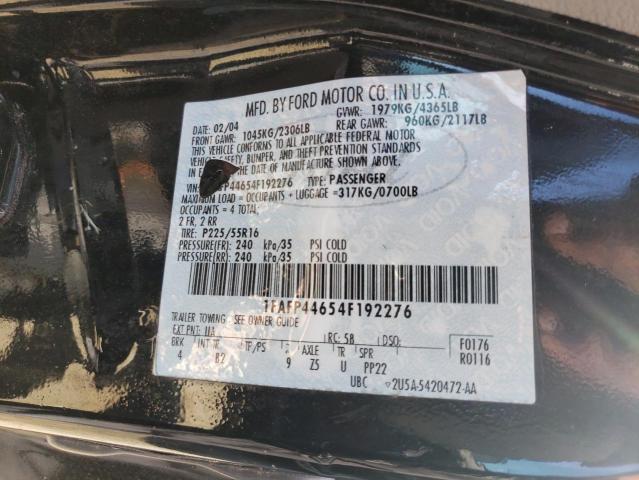 MFD. BY FORD MOTOR CO. IN U.S.A.
DATE: 02/04 GVWR: 1979KG/4365LB
FRONT GAWR: 1045KG/2306LB REAR GAWR: 960KG/2117LB
THIS VEHICLE CONFORMS TO ALL APPLICABLE FEDERAL MOTOR
VEHICLE SAFETY, BUMPER, AND THEFT PREVENTION STANDARDS
IN EFFECT ON THE DATE OF MANUFACTURE SHOWN ABOVE.
VIN: P44654F192276 TYPE: PASSENGER
MAXIMUM LOAD = OCCUPANTS + LUGGAGE =317KG/0700LB
OCCUPANTS = 4 TOTAL:
2 FR, 2 RR
TIRE: P225/55R16
PRESSURE(FR) 240 kPa/35 PSI COLD
PRESSURE(RR) 240 kPa/35 PSI COLD
1FAFP44654F192276
TRAILER TOWING - SEE OWNER GUIDE
EXT PNT: UA RC: 5B DSO: F0176
BRK INT TR TP/PS AXLE TR SPR R0116
4 B2 9 Z5 U PP22
UBC 2U5A-5420472-AA